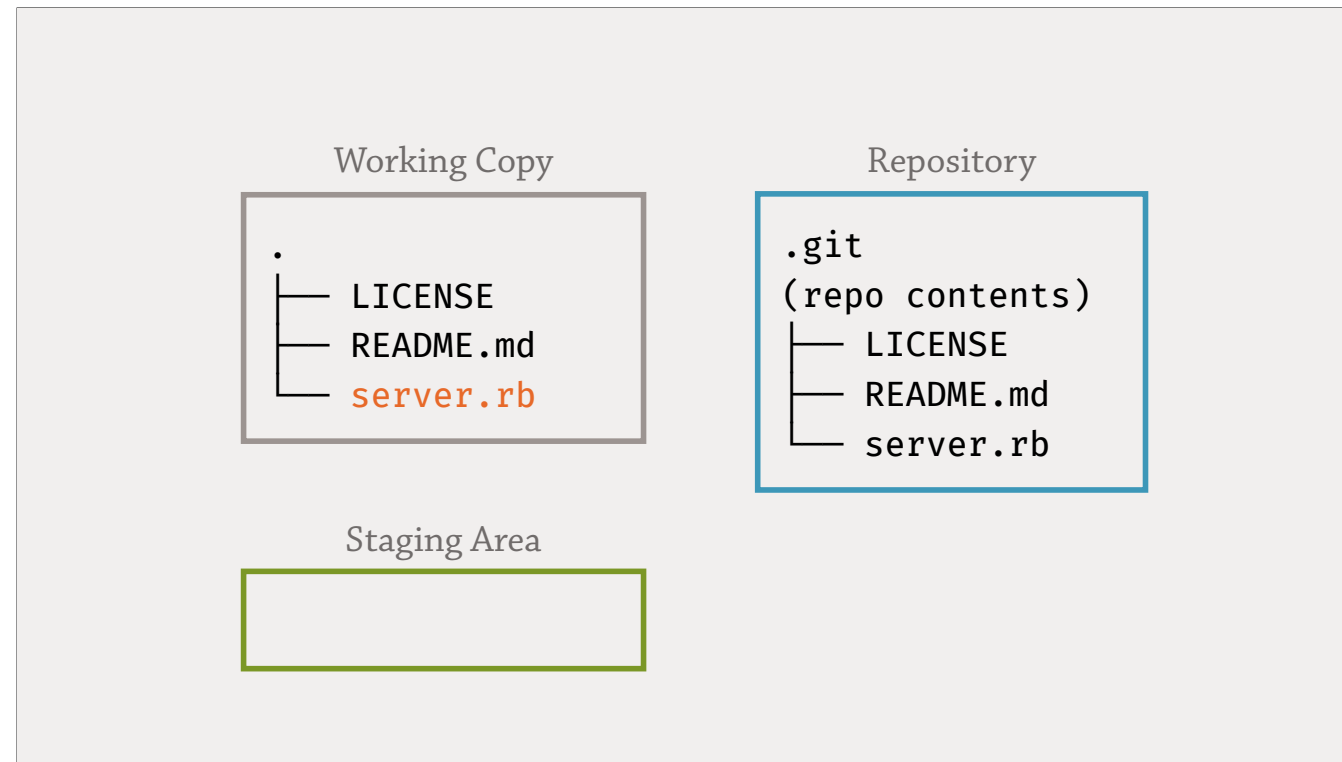 Working Copy
.
├── LICENSE
├── README.md
└── server.rb
Repository
.git
(repo contents)
├── LICENSE
├── README.md
└── server.rb
Staging Area